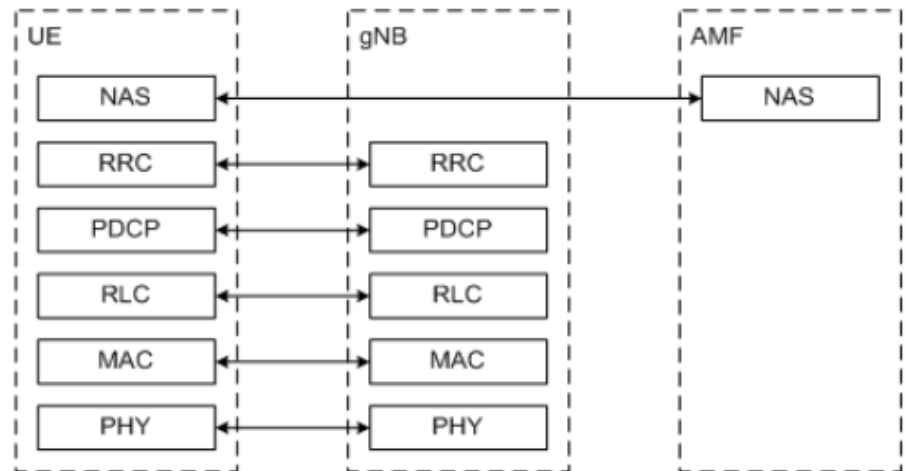 UE gNB AMF
NAS NAS
RRC RRC
PDCP PDCP
RLC RLC
MAC MAC
PHY PHY